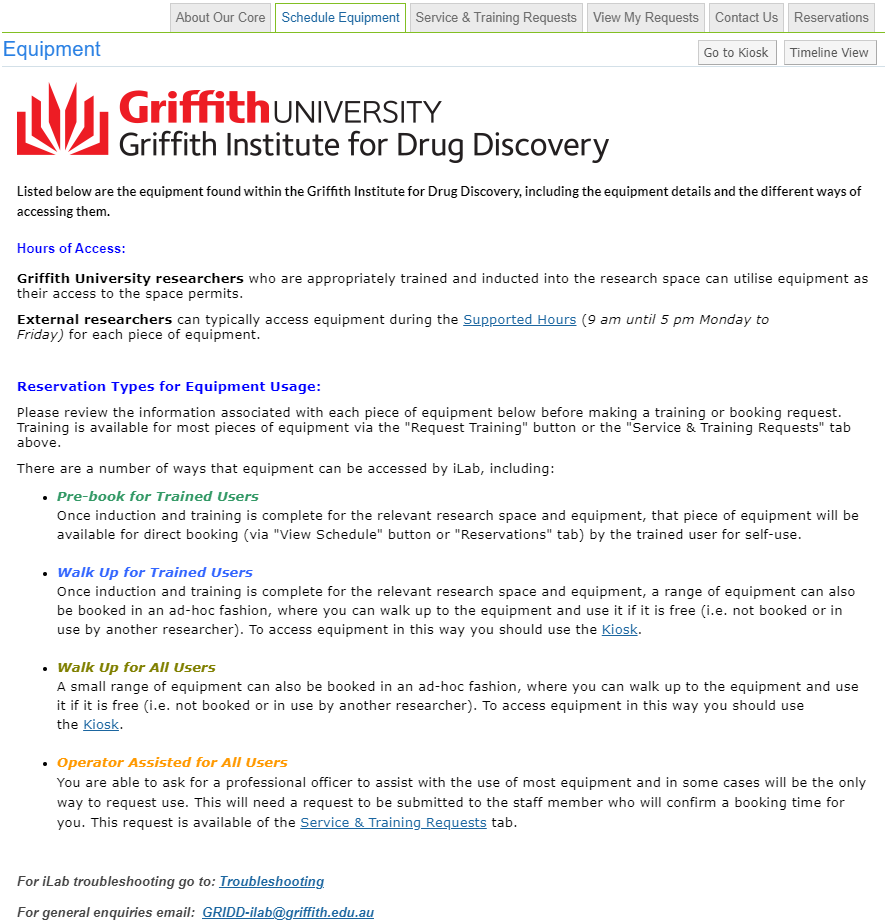 About Our Core
Schedule Equipment
Service & Training Requests
View My Requests
Contact Us
Reservations
Equipment
Go to Kiosk
Timeline View
Griffith UNIVERSITY
Griffith Institute for Drug Discovery
Listed below are the equipment found within the Griffith Institute for Drug Discovery, including the equipment details and the different ways of
accessing them.
Hours of Access:
Griffith University researchers who are appropriately trained and inducted into the research space can utilise equipment as
their access to the space permits.
External researchers can typically access equipment during the Supported Hours (9 am until 5 pm Monday to
Friday) for each piece of equipment.
Reservation Types for Equipment Usage:
Please review the information associated with each piece of equipment below before making a training or booking request.
Training is available for most pieces of equipment via the "Request Training" button or the "Service & Training Requests" tab
above.
There are a number of ways that equipment can be accessed by iLab, including:
• Pre-book for Trained Users
Once induction and training is complete for the relevant research space and equipment, that piece of equipment will be
available for direct booking (via "View Schedule" button or "Reservations" tab) by the trained user for self-use.
• Walk Up for Trained Users
Once induction and training is complete for the relevant research space and equipment, a range of equipment can also
be booked in an ad-hoc fashion, where you can walk up to the equipment and use it if it is free (i.e. not booked or in
use by another researcher). To access equipment in this way you should use the Kiosk.
• Walk Up for All Users
A small range of equipment can also be booked in an ad-hoc fashion, where you can walk up to the equipment and use
it if it is free (i.e. not booked or in use by another researcher). To access equipment in this way you should use
the Kiosk.
• Operator Assisted for All Users
You are able to ask for a professional officer to assist with the use of most equipment and in some cases will be the only
way to request use. This will need a request to be submitted to the staff member who will confirm a booking time for
you. This request is available of the Service & Training Requests tab.
For iLab troubleshooting go to: Troubleshooting
For general enquiries email: GRIDD-ilab@griffith.edu.au